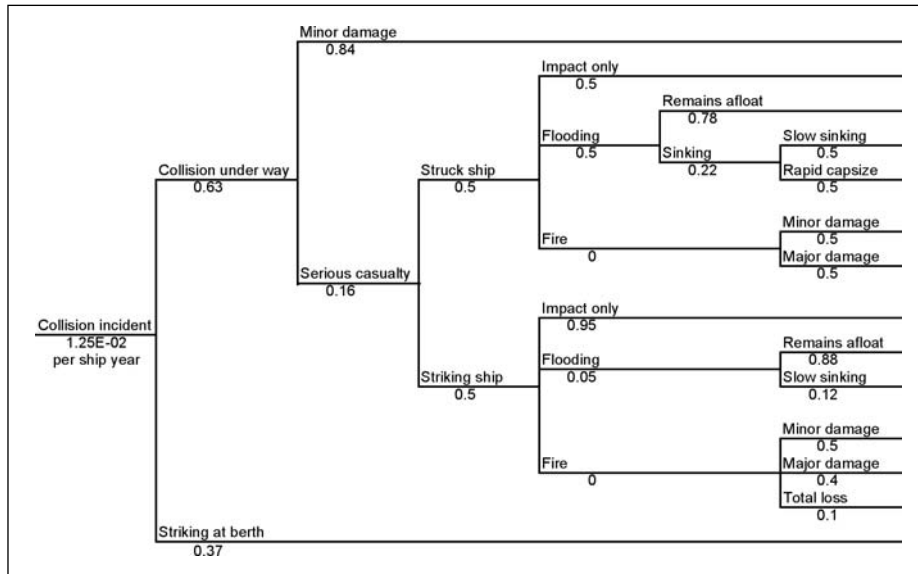 Minor damage
0.84
Impact only
0.5
Remains afloat
0.78
Flooding
0.5
Sinking
0.22
Slow sinking
0.5
Rapid capsize
0.5
Collision under way
0.63
Struck ship
0.5
Fire
0
Minor damage
0.5
Major damage
0.5
Serious casualty
0.16
Collision incident
1.25E-02
per ship year
Impact only
0.95
Flooding
0.05
Remains afloat
0.88
Slow sinking
0.12
Striking ship
0.5
Fire
0
Minor damage
0.5
Major damage
0.4
Total loss
0.1
Striking at berth
0.37